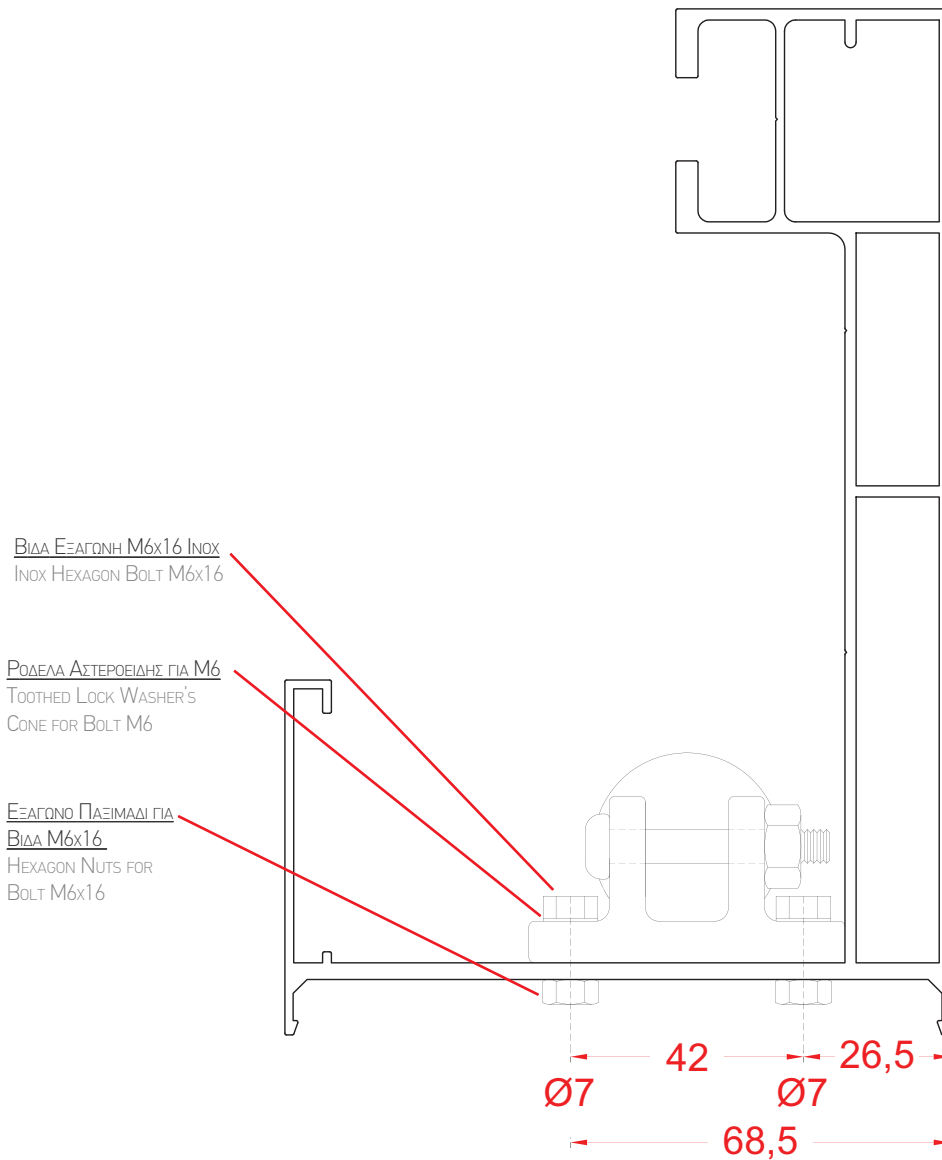 Βιδα Εξαγωνη Μ6x16 Inox
Inox Hexagon Bolt M6x16
Ροδελα Αστεροειδης για Μ6
Toothed Lock Washer's
Cone for Bolt M6
Εξαγωνο Παξιμαδι για
Βιδα Μ6x16
Hexagon Nuts for
Bolt M6x16
42
26,5
Ø7
Ø7
68,5